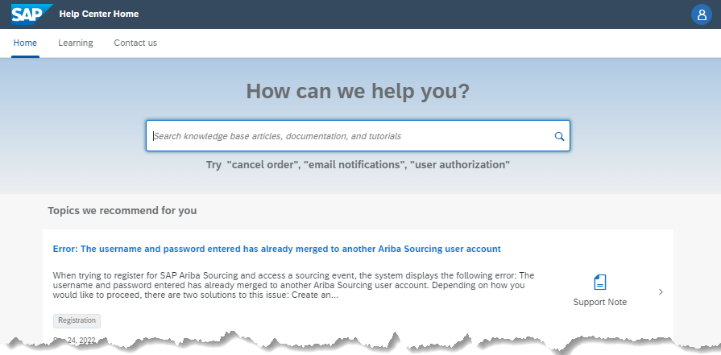 SAP Help Center Home
Home Learning Contact us
How can we help you?
Search knowledge base articles, documentation, and tutorials
Try "cancel order", "email notifications", "user authorization"
Topics we recommend for you
Error: The username and password entered has already merged to another Ariba Sourcing user account
When trying to register for SAP Ariba Sourcing and access a sourcing event, the system displays the following error: The
username and password entered has already merged to another Ariba Sourcing user account. Depending on how you
would like to proceed, there are two solutions to this issue: Create an...
Support Note
Registration
24, 2022